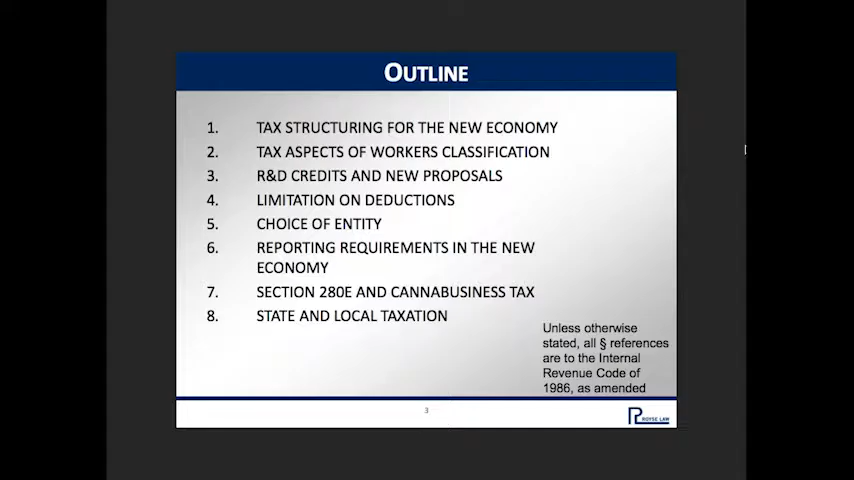 OUTLINE
1. TAX STRUCTURING FOR THE NEW ECONOMY
2. TAX ASPECTS OF WORKERS CLASSIFICATION
3. R&D CREDITS AND NEW PROPOSALS
4. LIMITATION ON DEDUCTIONS
5. CHOICE OF ENTITY
6. REPORTING REQUIREMENTS IN THE NEW
ECONOMY
7. SECTION 280E AND CANNABUSINESS TAX
8. STATE AND LOCAL TAXATION
Unless otherwise
stated, all § references
are to the Internal
Revenue Code of
1986, as amended
3
ROYSE LAW